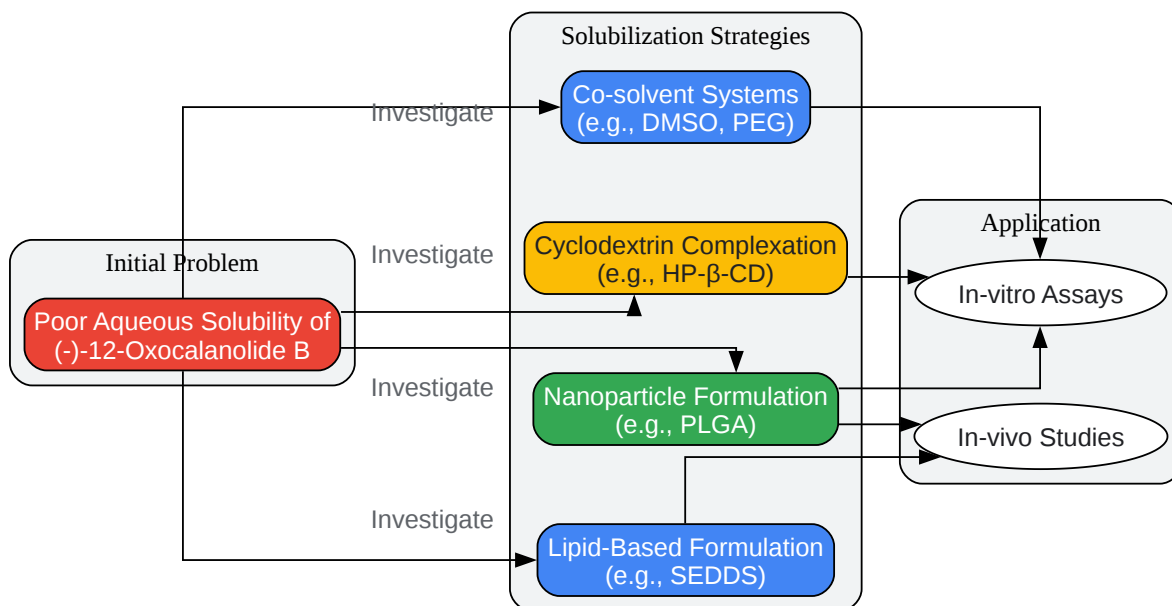 Solubilization Strategies
Investigate
Co-solvent Systems
(e.g., DMSO, PEG)
Initial Problem
Poor Aqueous Solubility of
(-)-12-Oxocalanolide B
Investigate
Cyclodextrin Complexation
(e.g., HP-β-CD)
Application
In-vitro Assays
Investigate
Nanoparticle Formulation
(e.g., PLGA)
In-vivo Studies
Investigate
Lipid-Based Formulation
(e.g., SEDDS)